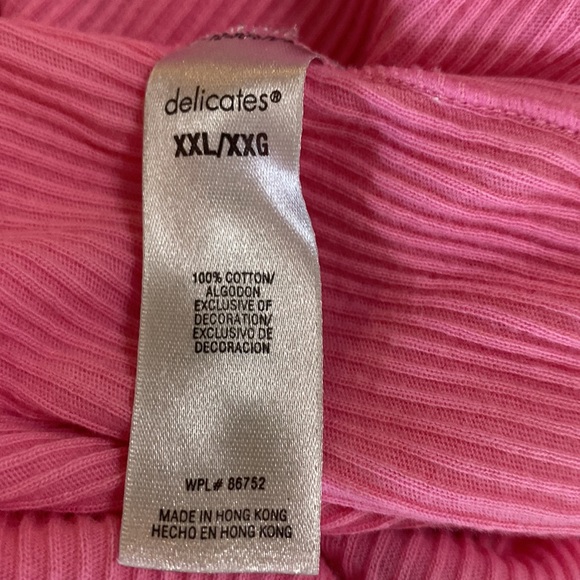 delicates®
XXL/XXG
100% COTTON/
ALGODON
EXCLUSIVE OF
DECORATION/
EXCLUSIVO DE
DECORACION
WPL# 86752
MADE IN HONG KONG
HECHO EN HONG KONG